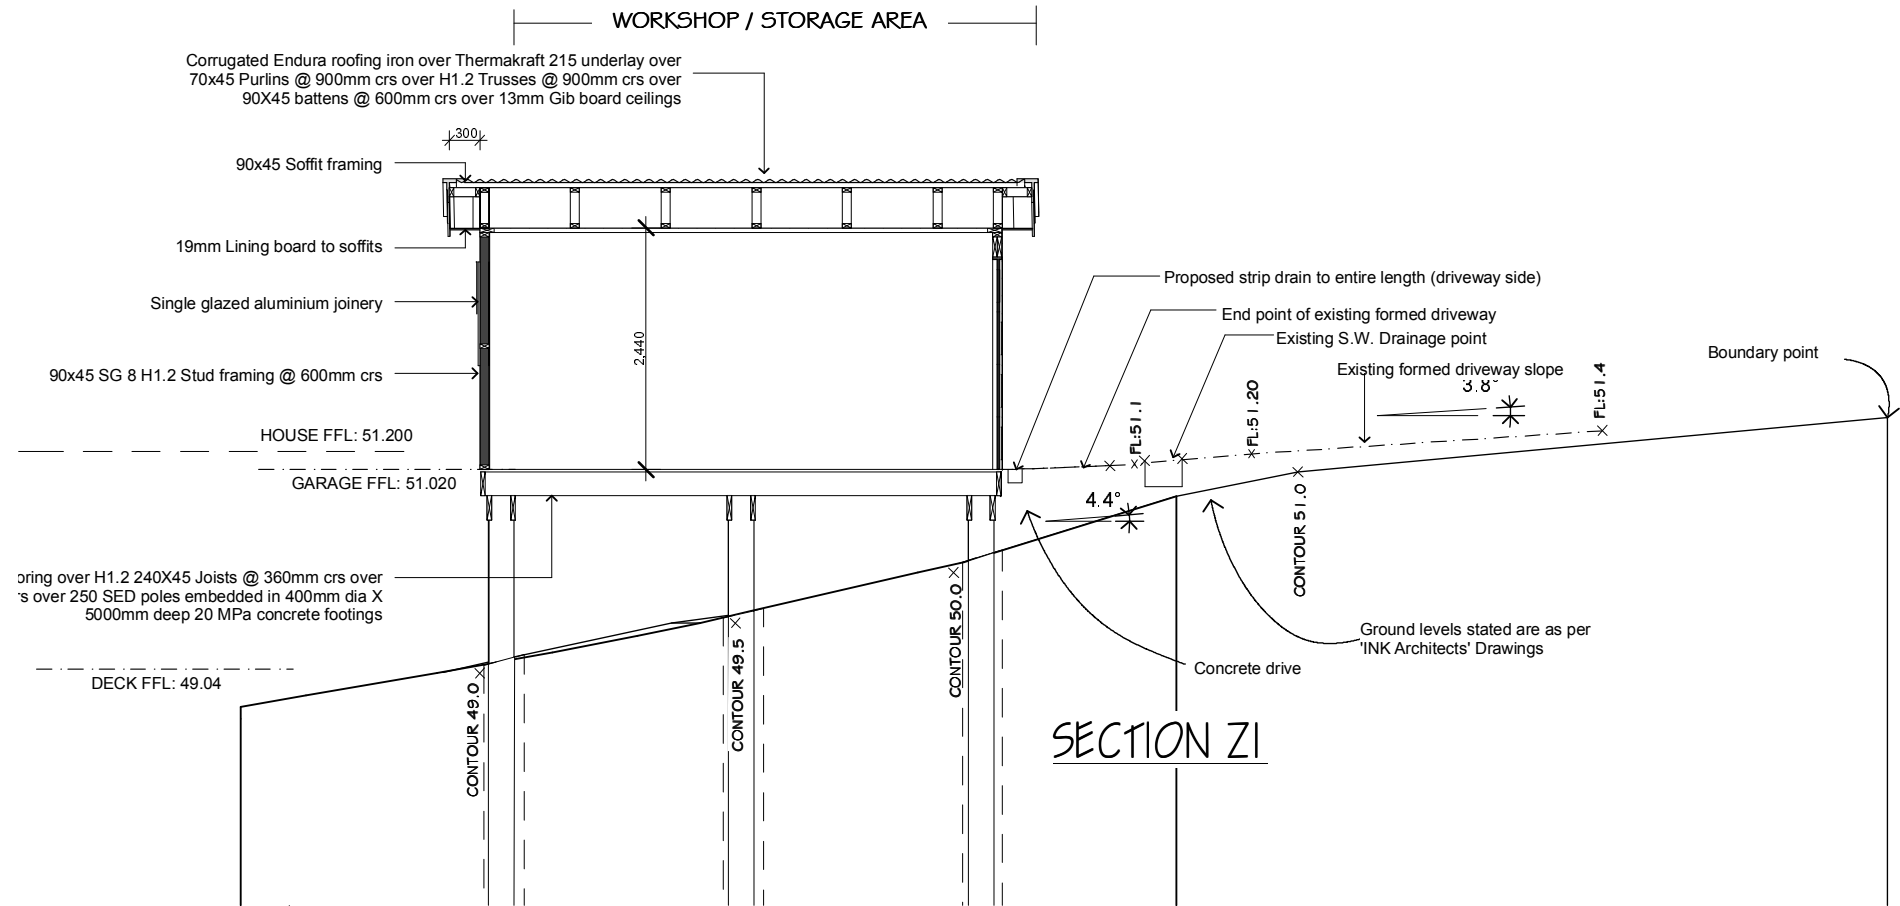 WORKSHOP / STORAGE AREA
Corrugated Endura roofing iron over Thermakraft 215 underlay over
70x45 Purlins @ 900mm crs over H1.2 Trusses @ 900mm crs over
90X45 battens @ 600mm crs over 13mm Gib board ceilings
300
90x45 Soffit framing
19mm Lining board to soffits
Single glazed aluminium joinery
90x45 SG 8 H1.2 Stud framing @ 600mm crs
2,440
HOUSE FFL: 51.200
GARAGE FFL: 51.020
oring over H1.2 240X45 Joists @ 360mm crs over
rs over 250 SED poles embedded in 400mm dia X
5000mm deep 20 MPa concrete footings
DECK FFL: 49.04
CONTOUR 49.0
CONTOUR 49.5
CONTOUR 50.0
Proposed strip drain to entire length (driveway side)
End point of existing formed driveway
Existing S.W. Drainage point
Existing formed driveway slope
3.8°
Boundary point
FL:51.1
FL:51.20
FL:51.4
4.4°
CONTOUR 51.0
Ground levels stated are as per
'INK Architects' Drawings
Concrete drive
SECTION Z1